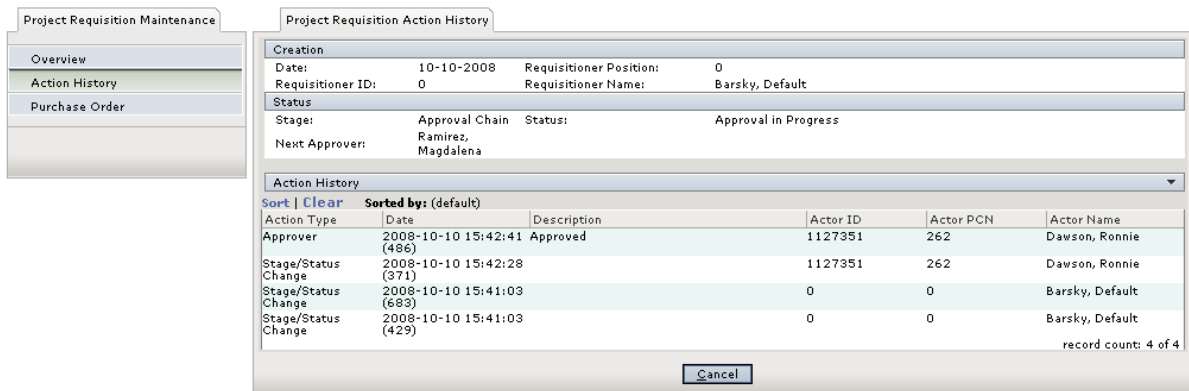 Project Requisition Maintenance
Overview
Action History
Purchase Order
Project Requisition Action History
Creation
Date: 10-10-2008 Requisitioner Position: 0
Requisitioner ID: 0 Requisitioner Name: Barsky, Default
Status
Stage: Approval Chain Status: Approval in Progress
Next Approver: Ramirez,
Magdalena
Action History
Sort | Clear Sorted by: (default)
Action Type Date Description Actor ID Actor PCN Actor Name
Approver 2008-10-10 15:42:41 Approved 1127351 262 Dawson, Ronnie
(486)
Stage/Status 2008-10-10 15:42:28 1127351 262 Dawson, Ronnie
Change (371)
Stage/Status 2008-10-10 15:41:03 0 0 Barsky, Default
Change (683)
Stage/Status 2008-10-10 15:41:03 0 0 Barsky, Default
Change (429)
record count: 4 of 4
Cancel